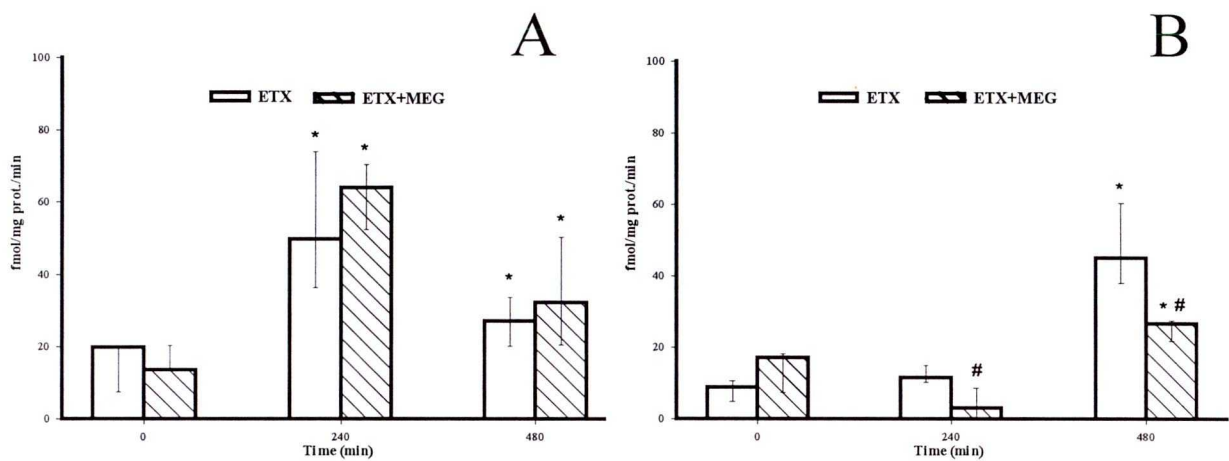 A
100
80
60
40
20
0
fmol/mg prot./min
ETX ETX+MEG
* *
* *
0 240 480
Time (min)
B
100
80
60
40
20
0
fmol/mg prot./min
ETX ETX+MEG
*
* #
#
0 240 480
Time (min)